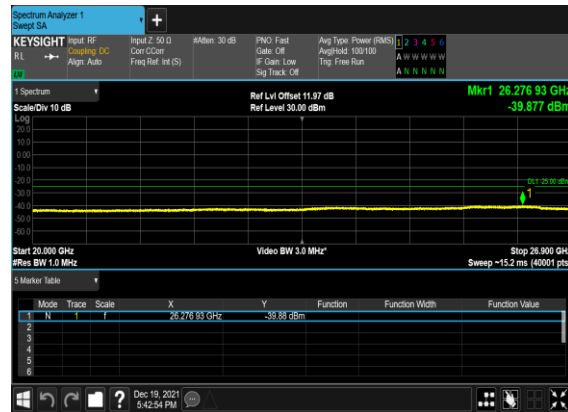 Spectrum Analyzer 1
Swept SA
+
KEYSIGHT Input: RF Input Z: 50 Ω #Atten: 30 dB PNO: Fast Avg Type: Power (RMS) 1 2 3 4 5 6
RL Coupling: DC Corr CCorr Gate: Off Avg|Hold: 100/100 A W W W W W
Align: Auto Freq Ref: Int (S) IF Gain: Low Trig: Free Run
LW Sig Track: Off A N N N N N
1 Spectrum Ref Lvl Offset 11.97 dB Mkr1 26.276 93 GHz
Scale/Div 10 dB Ref Level 30.00 dBm -39.877 dBm
Log
20.0
10.0
0.00
-10.0
-20.0
DL1 -25.00 dBm
-30.0
1
-40.0
-50.0
-60.0
Start 20.000 GHz Video BW 3.0 MHz* Stop 26.900 GHz
#Res BW 1.0 MHz Sweep ~15.2 ms (40001 pts)
5 Marker Table
Mode Trace Scale X Y Function Function Width Function Value
1 N 1 f 26.276 93 GHz -39.88 dBm
2
3
4
5
6
? Dec 19, 2021
5:42:54 PM